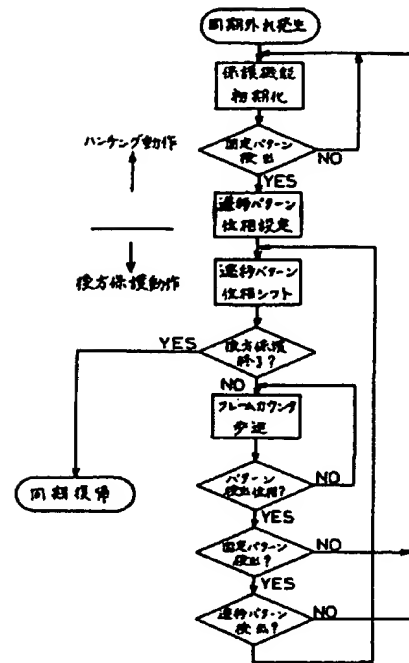 同期外れ発生
保護機能
初期化
ハンチング動作
固定パターン
検出
NO
YES
遷移パターン
位相設定
遷移パターン
位相シフト
後方保護動作
YES
後方保護
終了?
NO
フレームカウンタ
歩進
同期復帰
パターン
検出位相?
NO
YES
固定パターン
検出?
NO
YES
遷移パターン
検出?
NO